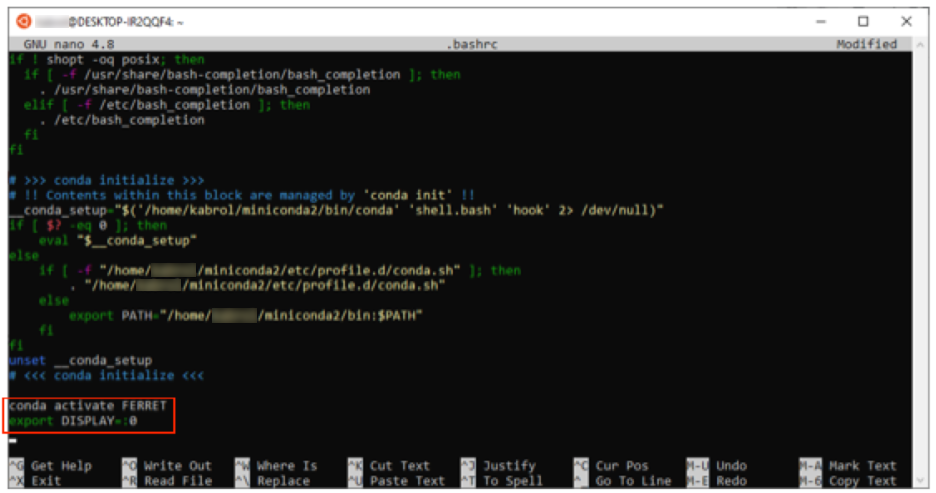 @DESKTOP-IR2QQF4: ~
GNU nano 4.8 .bashrc Modified
if ! shopt -oq posix; then
if [ -f /usr/share/bash-completion/bash_completion ]; then
. /usr/share/bash-completion/bash_completion
elif [ -f /etc/bash_completion ]; then
. /etc/bash_completion
fi
fi
# >>> conda initialize >>>
# !! Contents within this block are managed by 'conda init' !!
__conda_setup="$('/home/kabrol/miniconda2/bin/conda' 'shell.bash' 'hook' 2> /dev/null)"
if [ $? -eq 0 ]; then
eval "$__conda_setup"
else
if [ -f "/home/ /miniconda2/etc/profile.d/conda.sh" ]; then
. "/home/ /miniconda2/etc/profile.d/conda.sh"
else
export PATH="/home/ /miniconda2/bin:$PATH"
fi
fi
unset __conda_setup
# <<< conda initialize <<<
conda activate FERRET
export DISPLAY=:0
^G Get Help ^O Write Out ^W Where Is ^K Cut Text ^J Justify ^C Cur Pos M-U Undo M-A Mark Text
^X Exit ^R Read File ^\ Replace ^U Paste Text ^T To Spell ^_ Go To Line M-E Redo M-6 Copy Text